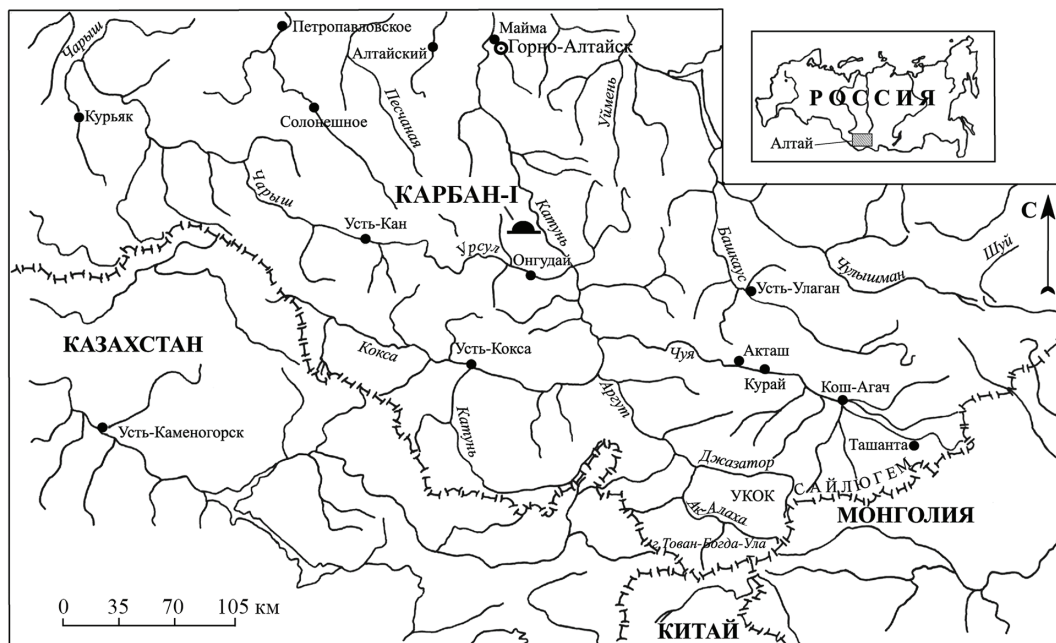 Чарыш
Петропавловское
Майма
Горно-Алтайск
Алтайский
РОССИЯ
Алтай
Курьяк
Солонешное
Песчаная
Уймень
КАРБАН-I
Чарыш
Усть-Кан
Урсул
Катунь
Онгудай
Башкаус
Чулышман
Шуй
С
Усть-Улаган
КАЗАХСТАН
Кокса
Усть-Кокса
Чуя
Акташ
Курай
Кош-Агач
Аргут
Катунь
Усть-Каменогорск
Ташанта
Джазатор
САЙЛЮГЕМ
УКОК
Ак-Алаха
МОНГОЛИЯ
г.Тован-Богда-Ула
0 35 70 105 км
КИТАЙ